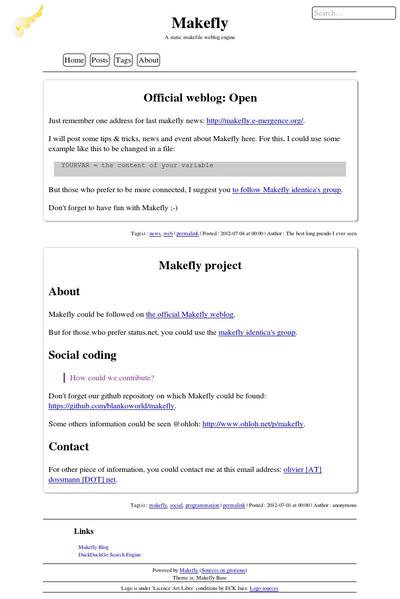 Makefly
Search...
A static makefile weblog engine
Home Posts Tags About
Official weblog: Open
Just remember one address for last makefly news: http://makefly.e-mergence.org/.
I will post some tips & tricks, news and event about Makefly here. For this, I could use some
example like this to be changed in a file:
YOURVAR = the content of your variable
But those who prefer to be more connected, I suggest you to follow Makefly identica's group.
Don't forget to have fun with Makefly ;-)
Tag(s) : news, web | permalink | Posted : 2012-07-04 at 00:00 | Author : The best long pseudo I ever seen
Makefly project
About
Makefly could be followed on the official Makefly weblog.
But for those who prefer status.net, you could use the makefly identica's group.
Social coding
How could we contribute?
Don't forget our github repository on which Makefly could be found:
https://github.com/blankoworld/makefly.
Some others information could be seen @ohloh: http://www.ohloh.net/p/makefly.
Contact
For other piece of information, you could contact me at this email address: olivier [AT]
dossmann [DOT] net.
Tag(s) : makefly, social, programmation | permalink | Posted : 2012-07-01 at 00:00 | Author : anonymous
Links
Makefly Blog
DuckDuckGo Search Engine
Powered by Makefly (Sources on gitorious)
Theme is: Makefly Base
Logo is under 'Licence Art Libre' conditions by ECK Ines: Logo sources